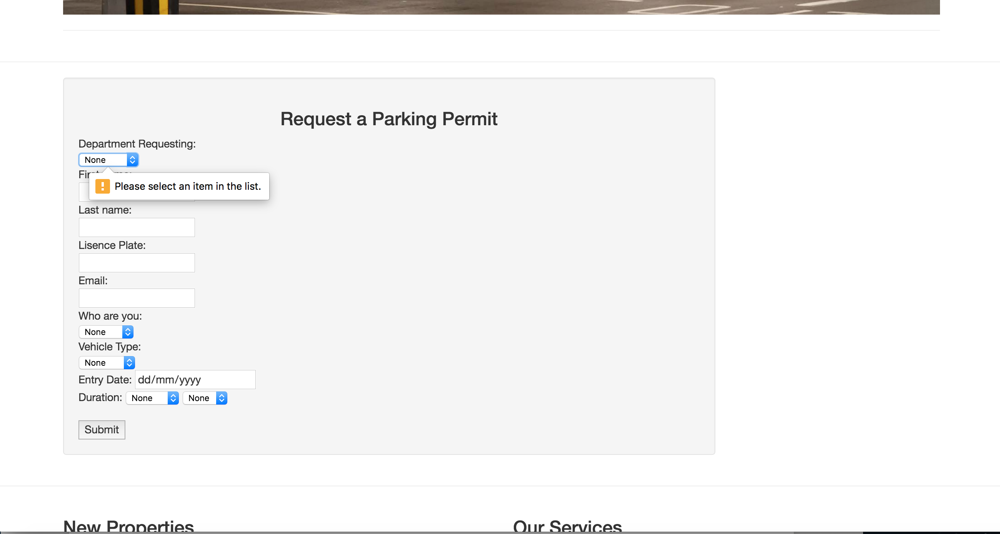 Request a Parking Permit
Department Requesting:
None
Please select an item in the list.
Last name:
Lisence Plate:
Email:
Who are you:
None
Vehicle Type:
None
Entry Date: dd/mm/yyyy
Duration: None None
Submit
New Properties Our Services